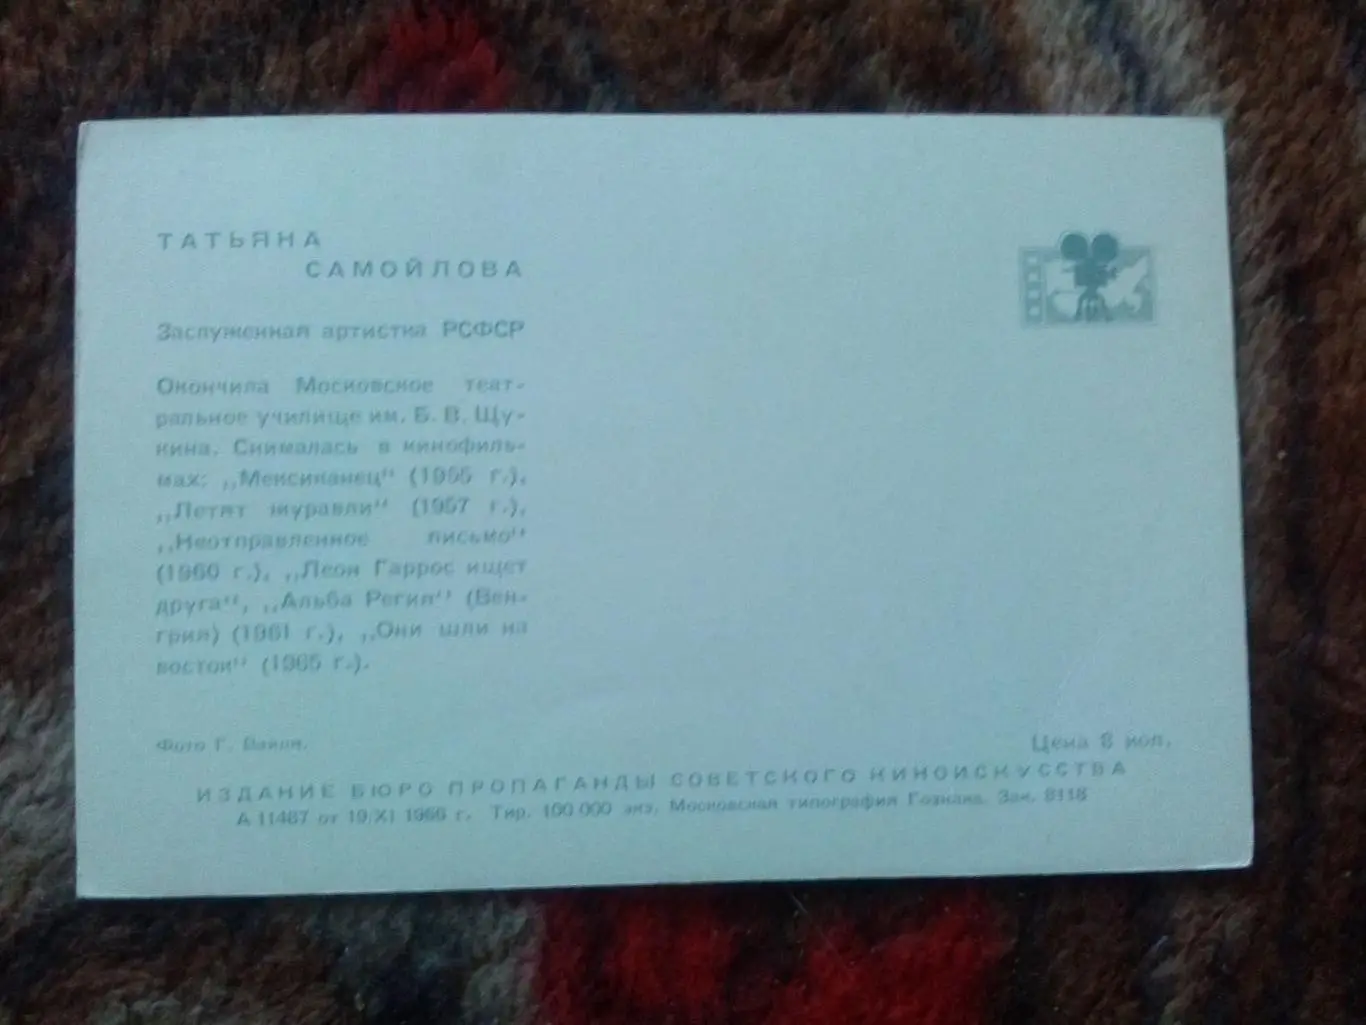 ТАТЬЯНА
САМОЙЛОВА
Заслуженная артистка РСФСР
Окончила Московское теат-
ральное училище им. Б. В. Щу-
кина. Снималась в кинофиль-
мах: „Мексиканец“ (1955 г.),
„Летят журавли“ (1957 г.),
„Неотправленное письмо“
(1960 г.), „Леон Гаррос ищет
друга“, „Альба Регия“ (Вен-
грия) (1961 г.), „Они шли на
восток“ (1965 г.).
Фото Г. Вайля.
Цена 8 коп.
ИЗДАНИЕ БЮРО ПРОПАГАНДЫ СОВЕТСКОГО КИНОИСКУССТВА
А 11487 от 19/XI 1966 г. Тир. 100 000 экз. Московская типография Гознака. Зак. 8118